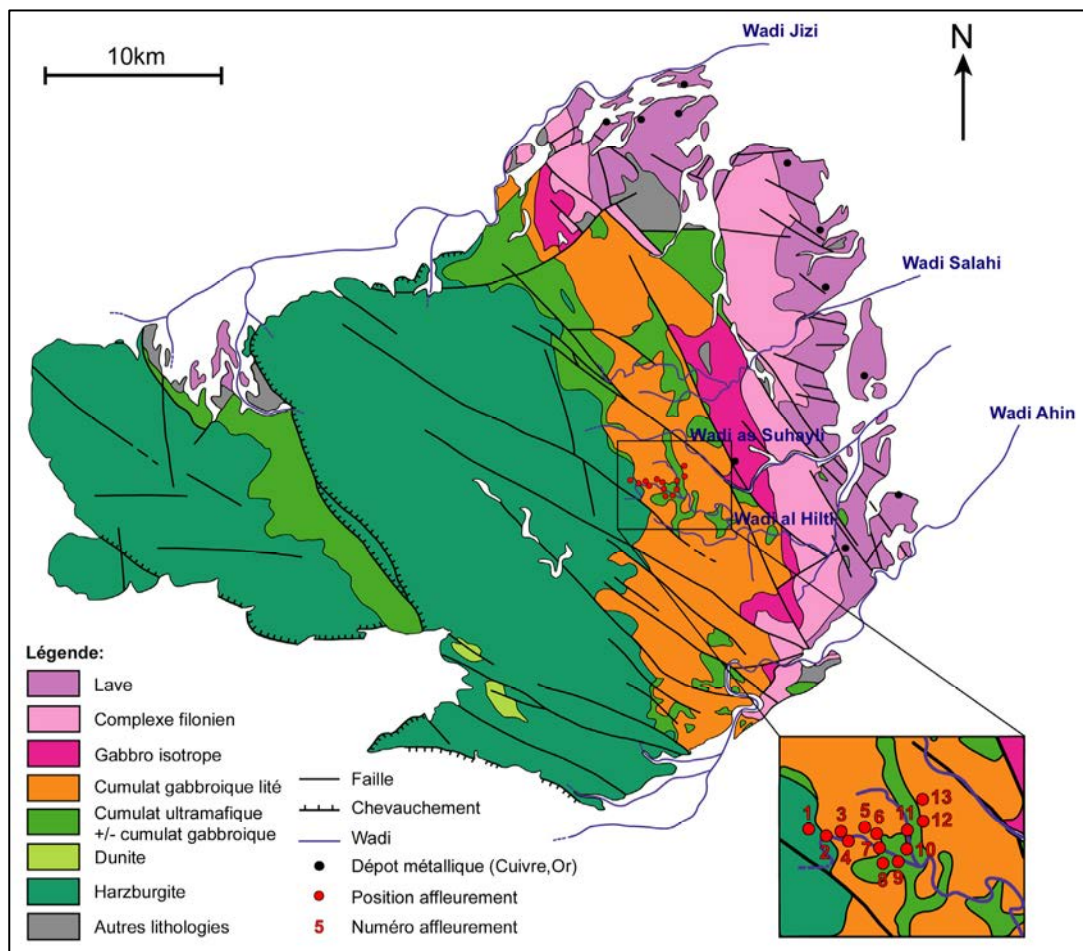 Wadi Jizi
10km
N
Wadi Salahi
Wadi Ahin
Wadi as Suhayli
Wadi al Hilti
Légende:
Lave
Complexe filonien
Gabbro isotrope
Cumulat gabbroique lité
Cumulat ultramafique
+/- cumulat gabbroique
Dunite
Harzburgite
Autres lithologies
Faille
Chevauchement
Wadi
Dépot métallique (Cuivre,Or)
Position affleurement
5 Numéro affleurement
1
2
3
4
5
6
7
8
9
10
11
12
13